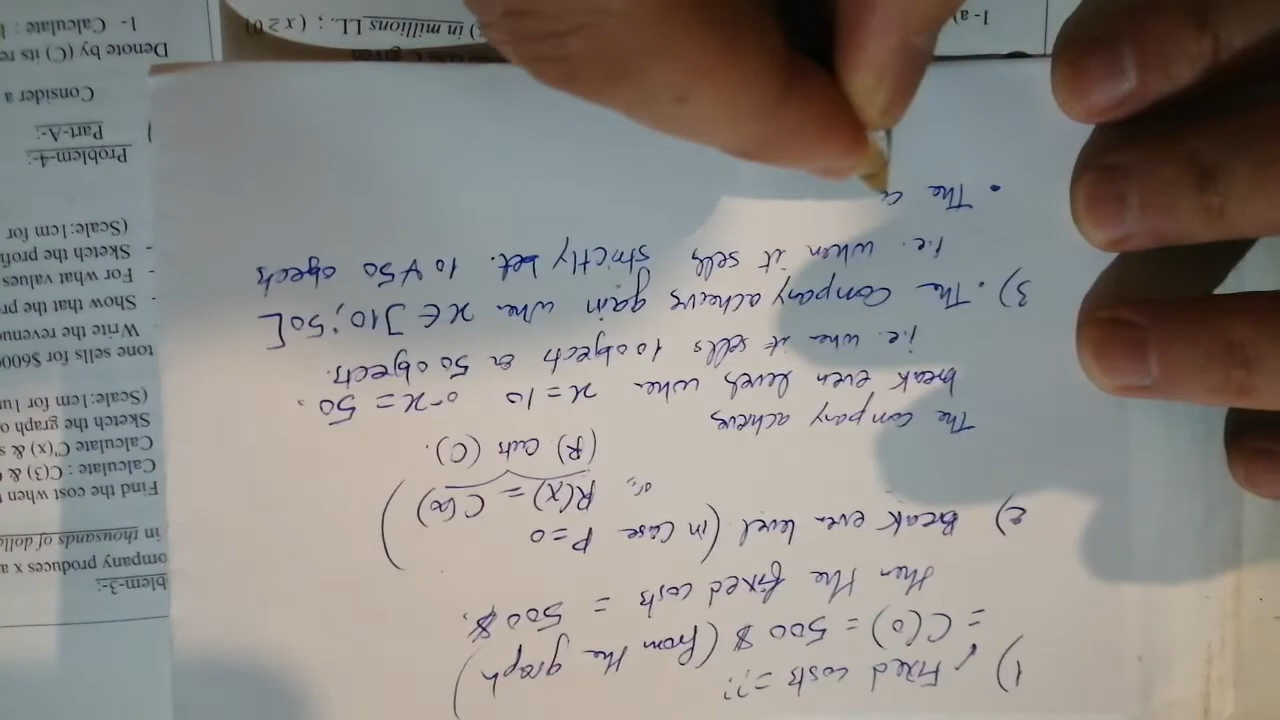 1) Fixed costs = ??
= C(0) = 500 $ (from the graph)
then the fixed costs = 500 $.
2) Break even level (in case P=0
or, R(x) = C(x)
(R) cuts (C).
The company achieves
break even levels when x=10 or x=50.
i.e. when it sells 10 objects or 50 objects.
3) • The company achieves gain when x ∈ ]10; 50[
i.e. when it sells strictly bet. 10 & 50 objects
• The
blem-3-:
ompany produces x a
in thousands of dolla
Find the cost when
Calculate : C(3) &
Calculate C'(x) & s
Sketch the graph o
(Scale: 1cm for 1u
tone sells for $600
Write the revenue
- Show that the pr
- For what values
- Sketch the profi
(Scale: 1cm for
Problem-4-:
Part-A-:
Consider a
Denote by (C) its re
1- Calculate :
) in millions LL. ; (x ≥ 0)
1-a)